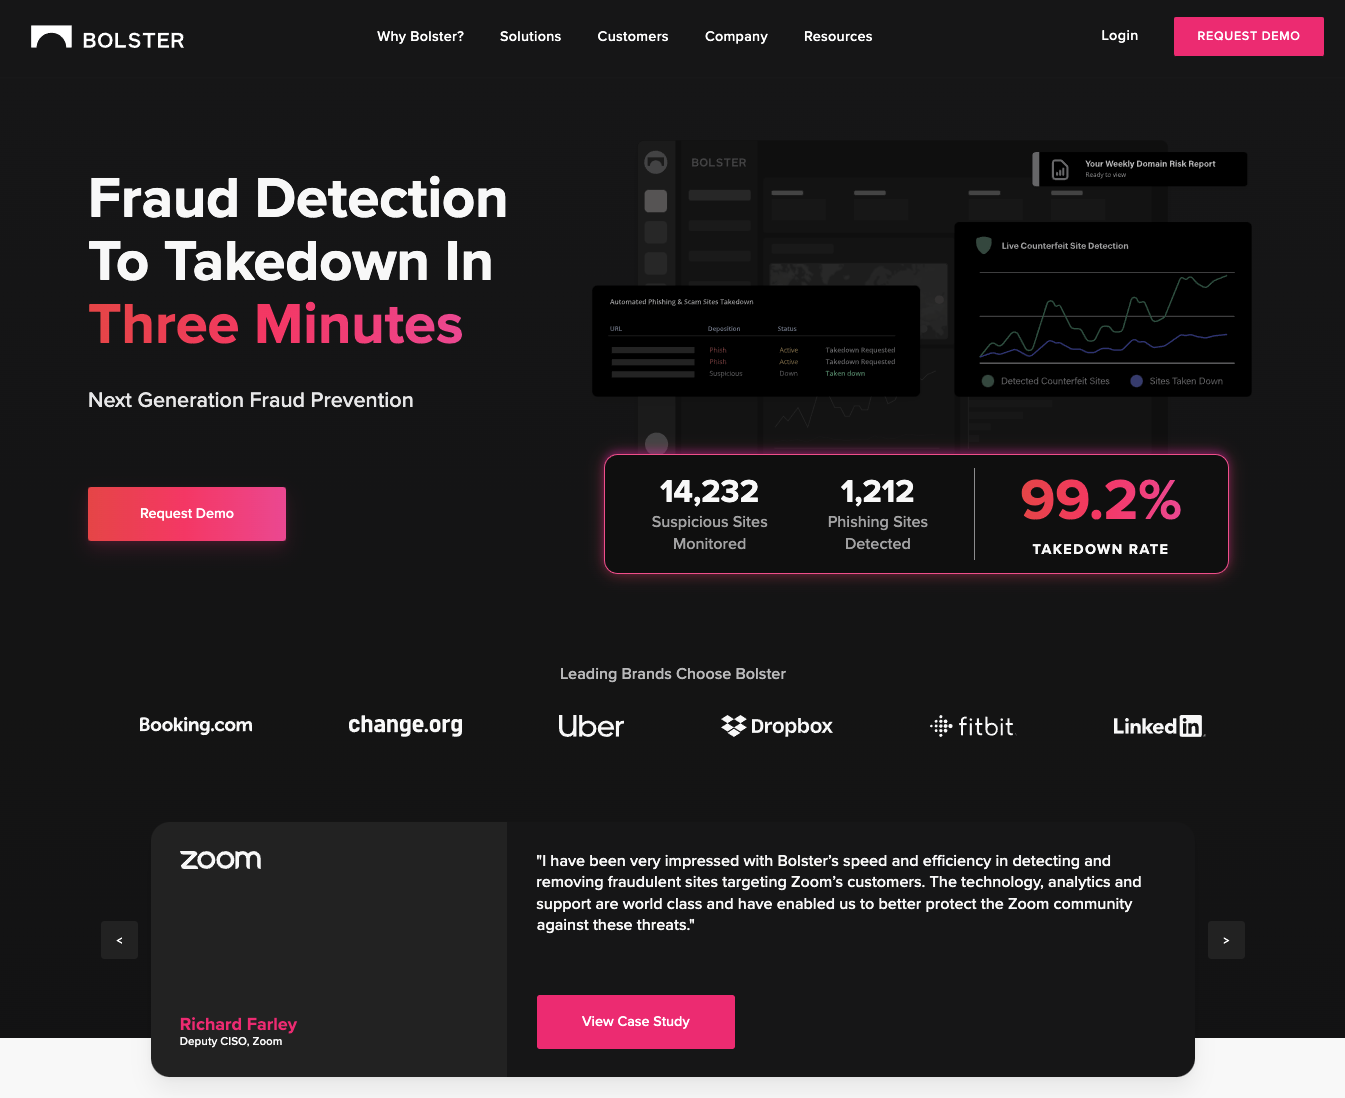 BOLSTER
Why Bolster?
Solutions
Customers
Company
Resources
Login
REQUEST DEMO
Fraud Detection
To Takedown In
Three Minutes
Next Generation Fraud Prevention
Request Demo
BOLSTER
Your Weekly Domain Risk Report
Ready to view
Live Counterfeit Site Detection
Detected Counterfeit Sites
Sites Taken Down
Automated Phishing & Scam Sites Takedown
URL Deposition Status
Phish Active Takedown Requested
Phish Active Takedown Requested
Suspicious Down Taken down
14,232
Suspicious Sites
Monitored
1,212
Phishing Sites
Detected
99.2%
TAKEDOWN RATE
Leading Brands Choose Bolster
Booking.com
change.org
Uber
Dropbox
fitbit
Linkedin
zoom
Richard Farley
Deputy CISO, Zoom
"I have been very impressed with Bolster's speed and efficiency in detecting and
removing fraudulent sites targeting Zoom's customers. The technology, analytics and
support are world class and have enabled us to better protect the Zoom community
against these threats."
View Case Study
<
>